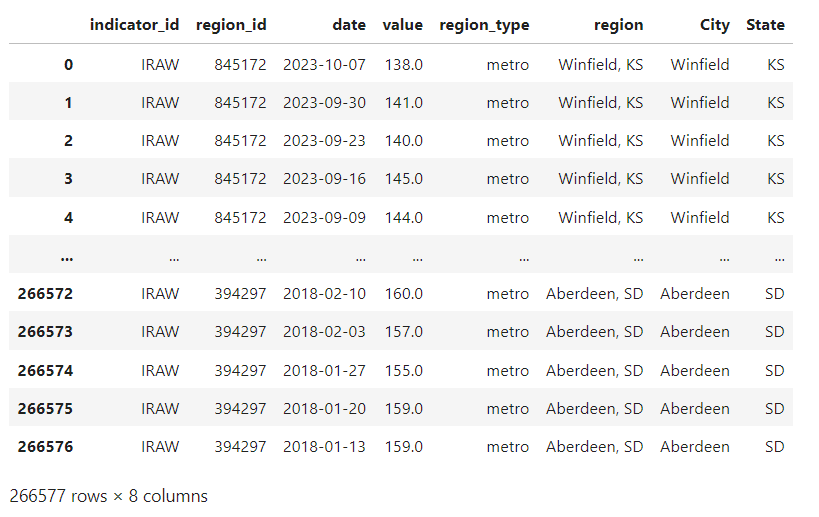 indicator_id region_id date value region_type region City State
0 IRAW 845172 2023-10-07 138.0 metro Winfield, KS Winfield KS
1 IRAW 845172 2023-09-30 141.0 metro Winfield, KS Winfield KS
2 IRAW 845172 2023-09-23 140.0 metro Winfield, KS Winfield KS
3 IRAW 845172 2023-09-16 145.0 metro Winfield, KS Winfield KS
4 IRAW 845172 2023-09-09 144.0 metro Winfield, KS Winfield KS
... ... ... ... ... ... ... ... ...
266572 IRAW 394297 2018-02-10 160.0 metro Aberdeen, SD Aberdeen SD
266573 IRAW 394297 2018-02-03 157.0 metro Aberdeen, SD Aberdeen SD
266574 IRAW 394297 2018-01-27 155.0 metro Aberdeen, SD Aberdeen SD
266575 IRAW 394297 2018-01-20 159.0 metro Aberdeen, SD Aberdeen SD
266576 IRAW 394297 2018-01-13 159.0 metro Aberdeen, SD Aberdeen SD
266577 rows × 8 columns